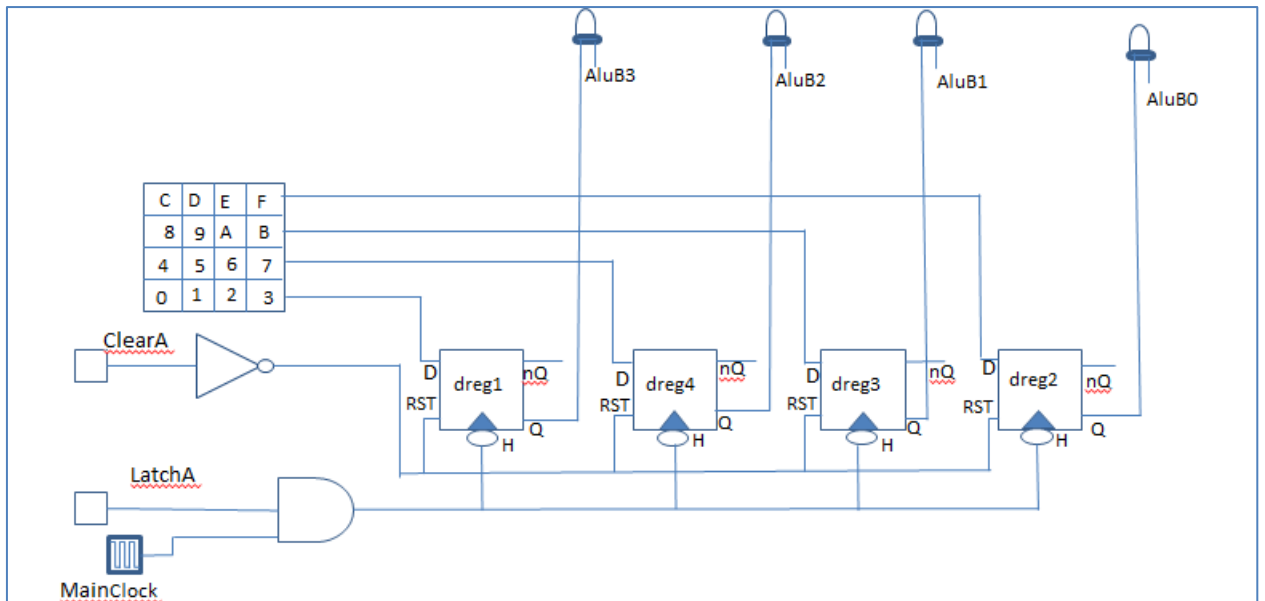 AluB3
AluB2
AluB1
AluB0
C D E F
8 9 A B
4 5 6 7
0 1 2 3
ClearA
D
dreg1
nQ
RST
Q
H
D
dreg4
nQ
RST
Q
H
D
dreg3
nQ
RST
Q
H
D
dreg2
nQ
RST
Q
H
LatchA
MainClock